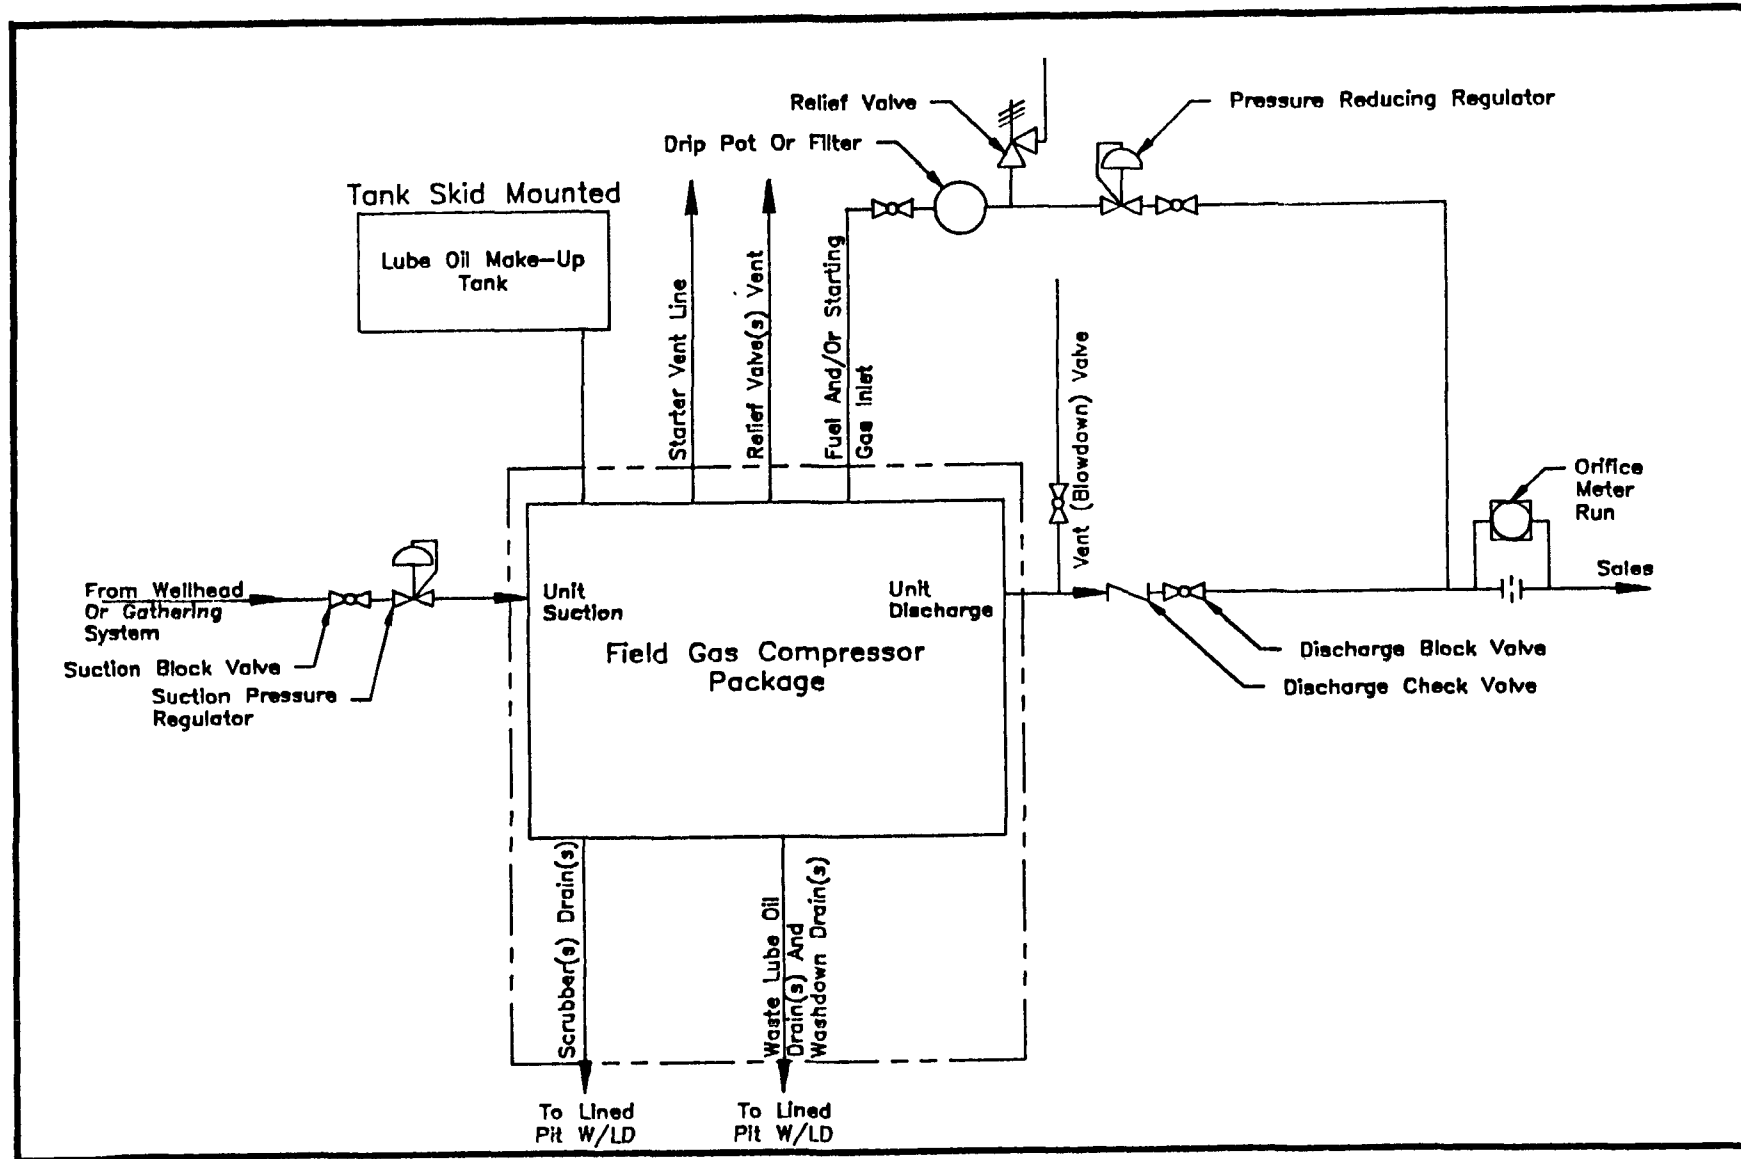 Relief Valve
Pressure Reducing Regulator
Drip Pot Or Filter
Tank Skid Mounted
Lube Oil Make-Up
Tank
Starter Vent Line
Relief Valve(s) Vent
Fuel And/Or Starting
Gas Inlet
Vent (Blowdown) Valve
Orifice
Meter
Run
From Wellhead
Or Gathering
System
Suction Block Valve
Suction Pressure
Regulator
Unit
Suction
Unit
Discharge
Field Gas Compressor
Package
Sales
Discharge Block Valve
Discharge Check Valve
Scrubber(s) Drain(s)
Waste Lube Oil
Drain(s) And
Washdown Drain(s)
To Lined
Pit W/LD
To Lined
Pit W/LD